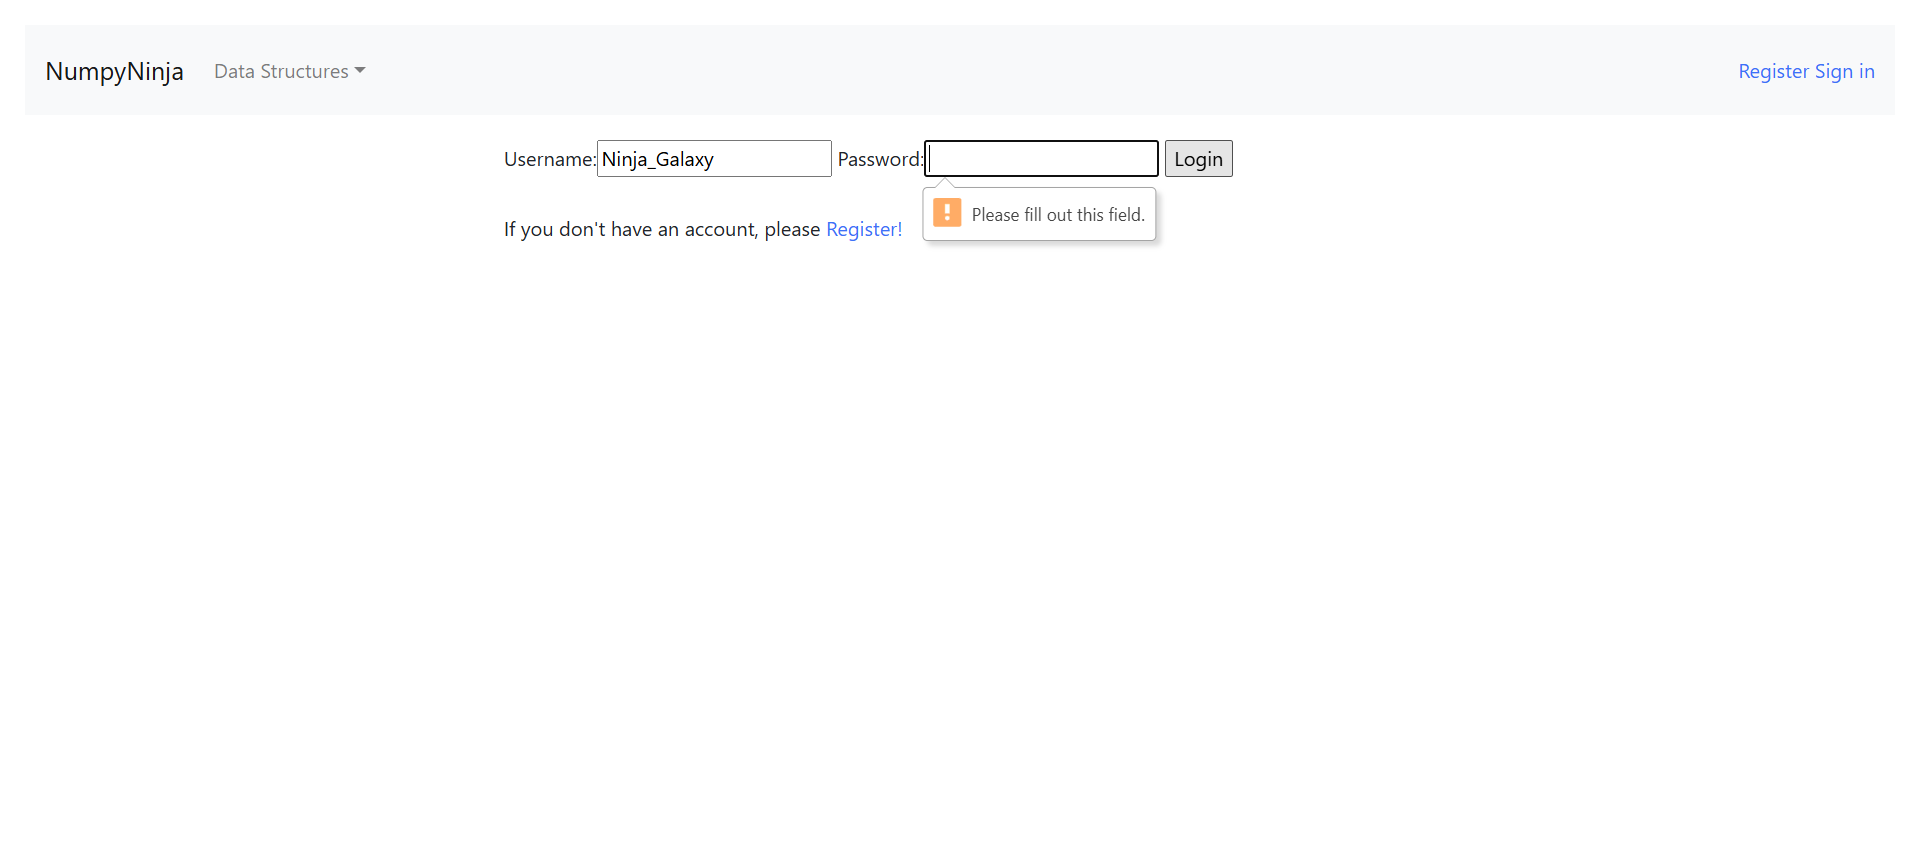 NumpyNinja Data Structures Register Sign in
Username: Ninja_Galaxy Password: Login
Please fill out this field.
If you don't have an account, please Register!